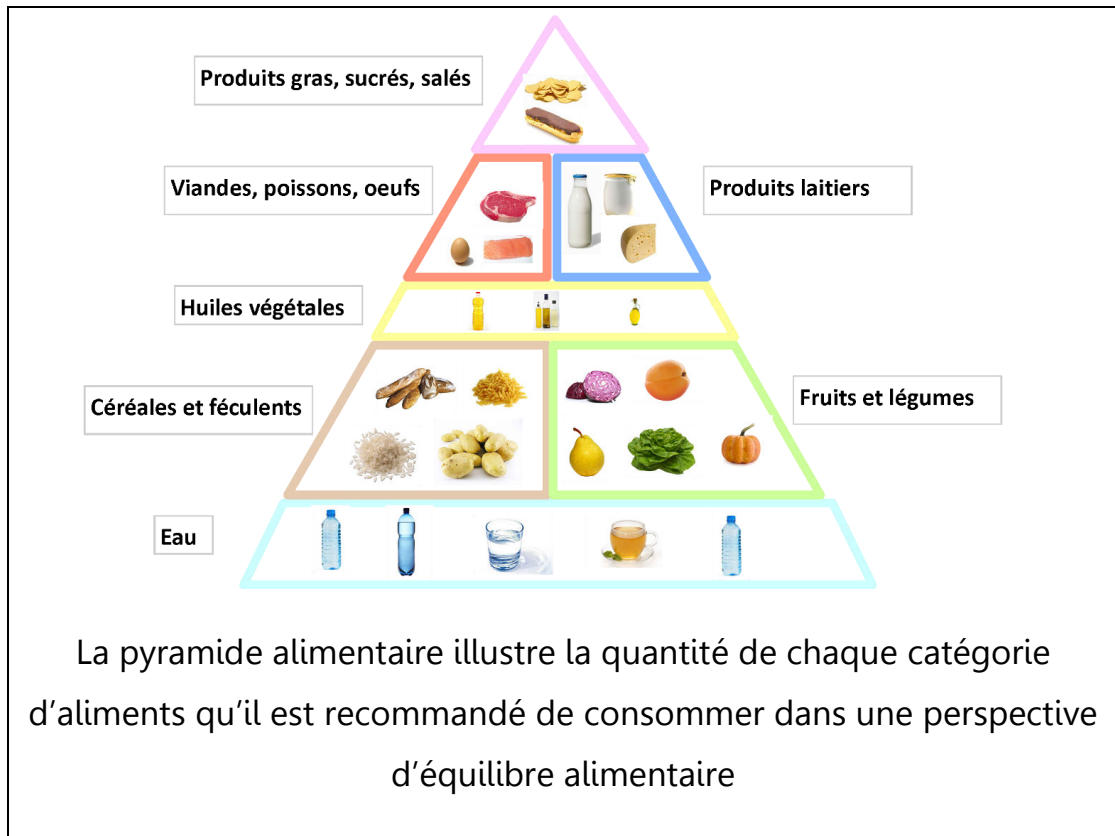 Produits gras, sucrés, salés
Viandes, poissons, oeufs
Produits laitiers
Huiles végétales
Céréales et féculents
Fruits et légumes
Eau
La pyramide alimentaire illustre la quantité de chaque catégorie
d’aliments qu’il est recommandé de consommer dans une perspective
d’équilibre alimentaire